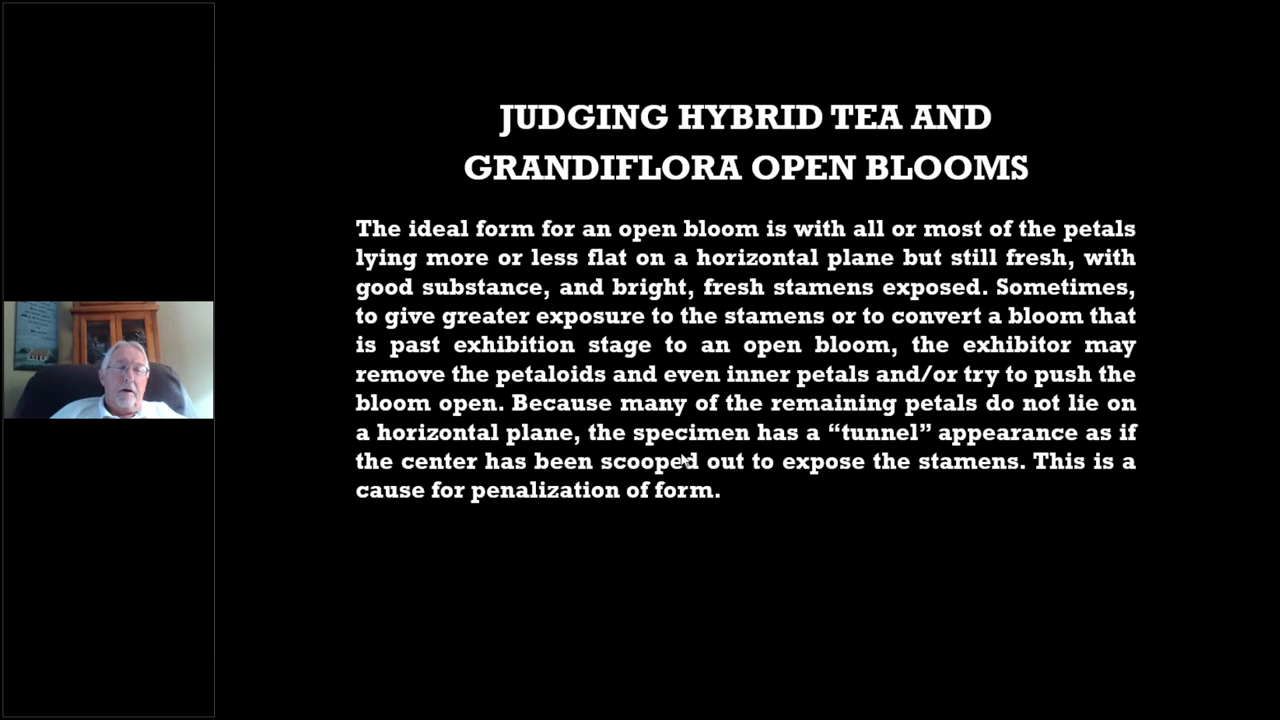 JUDGING HYBRID TEA AND
GRANDIFLORA OPEN BLOOMS
The ideal form for an open bloom is with all or most of the petals
lying more or less flat on a horizontal plane but still fresh, with
good substance, and bright, fresh stamens exposed. Sometimes,
to give greater exposure to the stamens or to convert a bloom that
is past exhibition stage to an open bloom, the exhibitor may
remove the petaloids and even inner petals and/or try to push the
bloom open. Because many of the remaining petals do not lie on
a horizontal plane, the specimen has a “tunnel” appearance as if
the center has been scooped out to expose the stamens. This is a
cause for penalization of form.